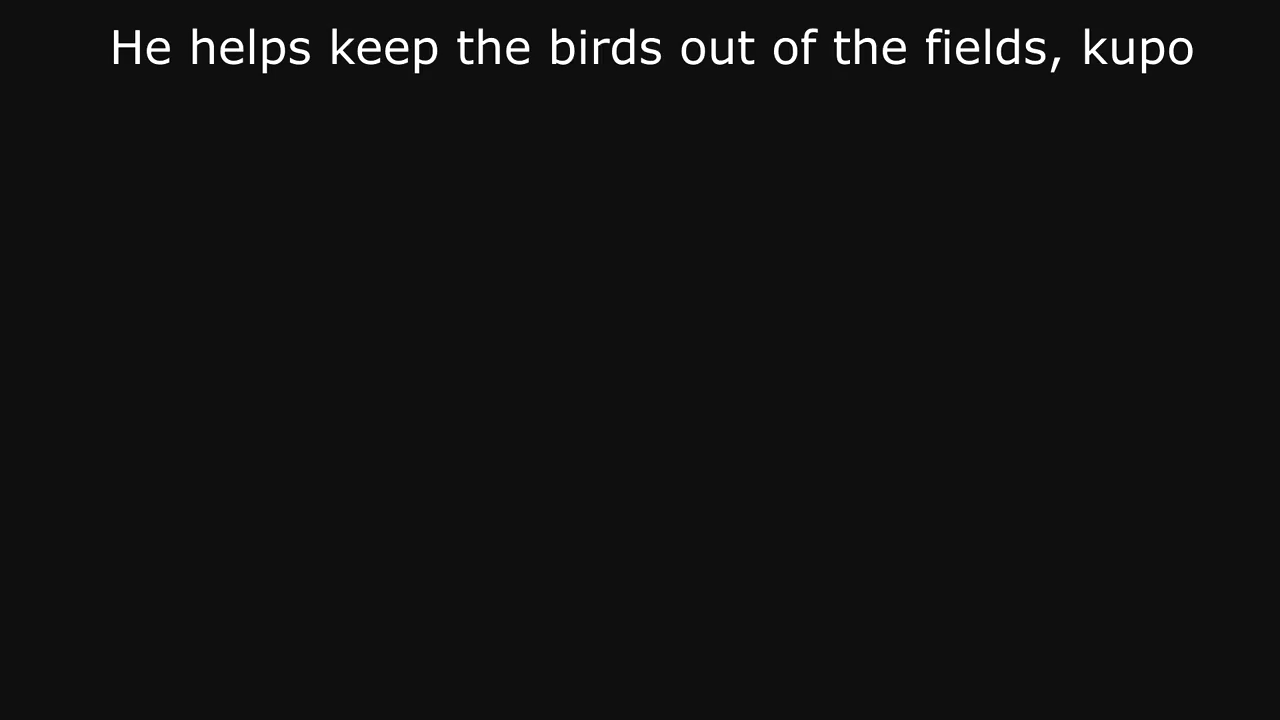 He helps keep the birds out of the fields, kupo